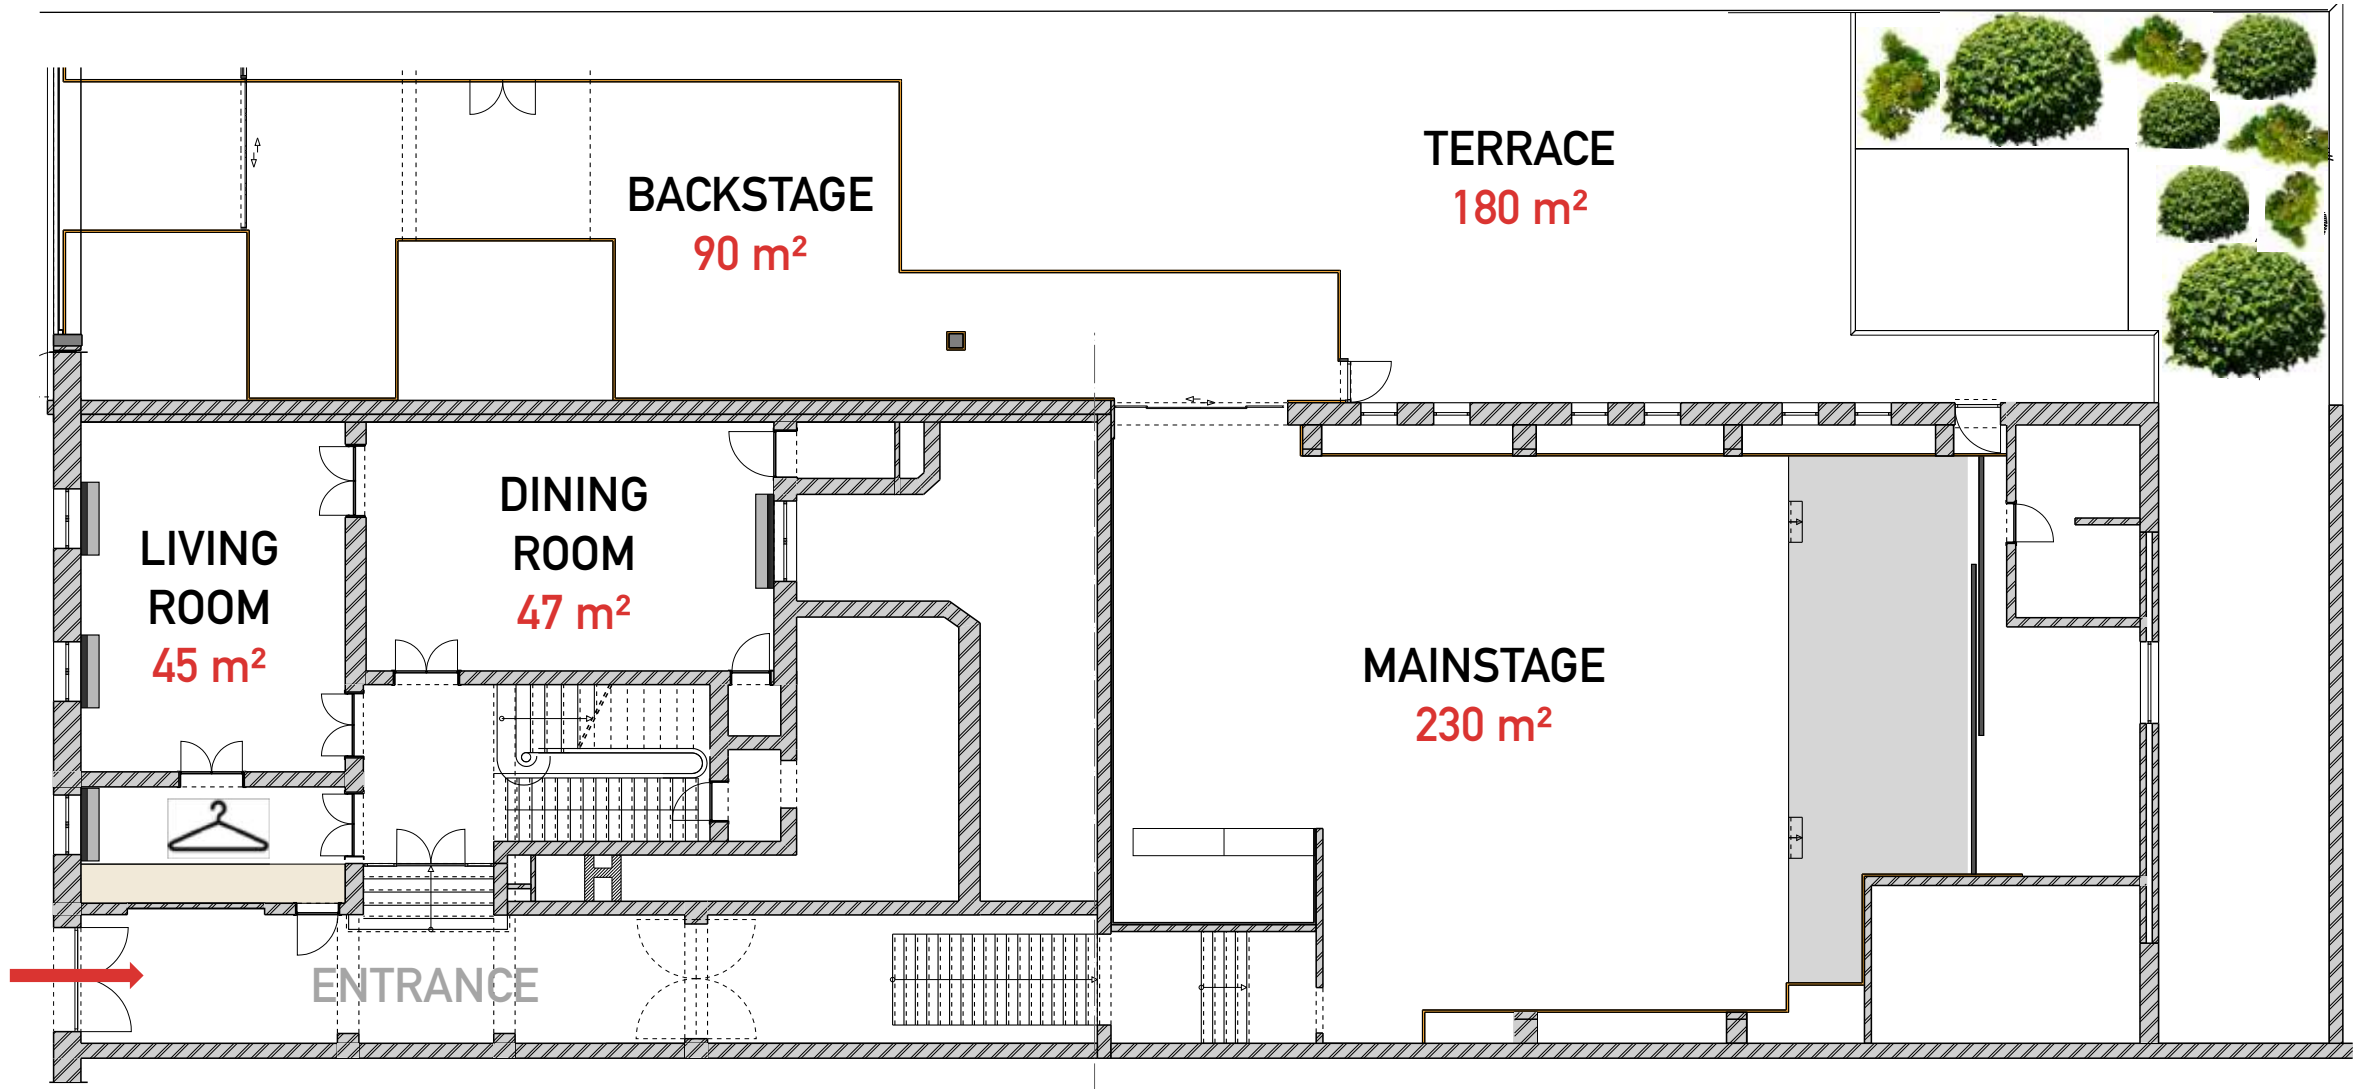 TERRACE
180 m²
BACKSTAGE
90 m²
DINING
ROOM
47 m²
LIVING
ROOM
45 m²
MAINSTAGE
230 m²
ENTRANCE